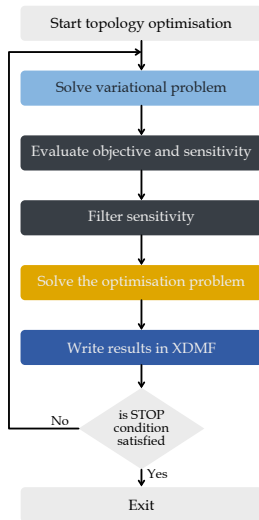 Start topology optimisation
Solve variational problem
Evaluate objective and sensitivity
Filter sensitivity
Solve the optimisation problem
Write results in XDMF
is STOP
condition
satisfied
No
Yes
Exit